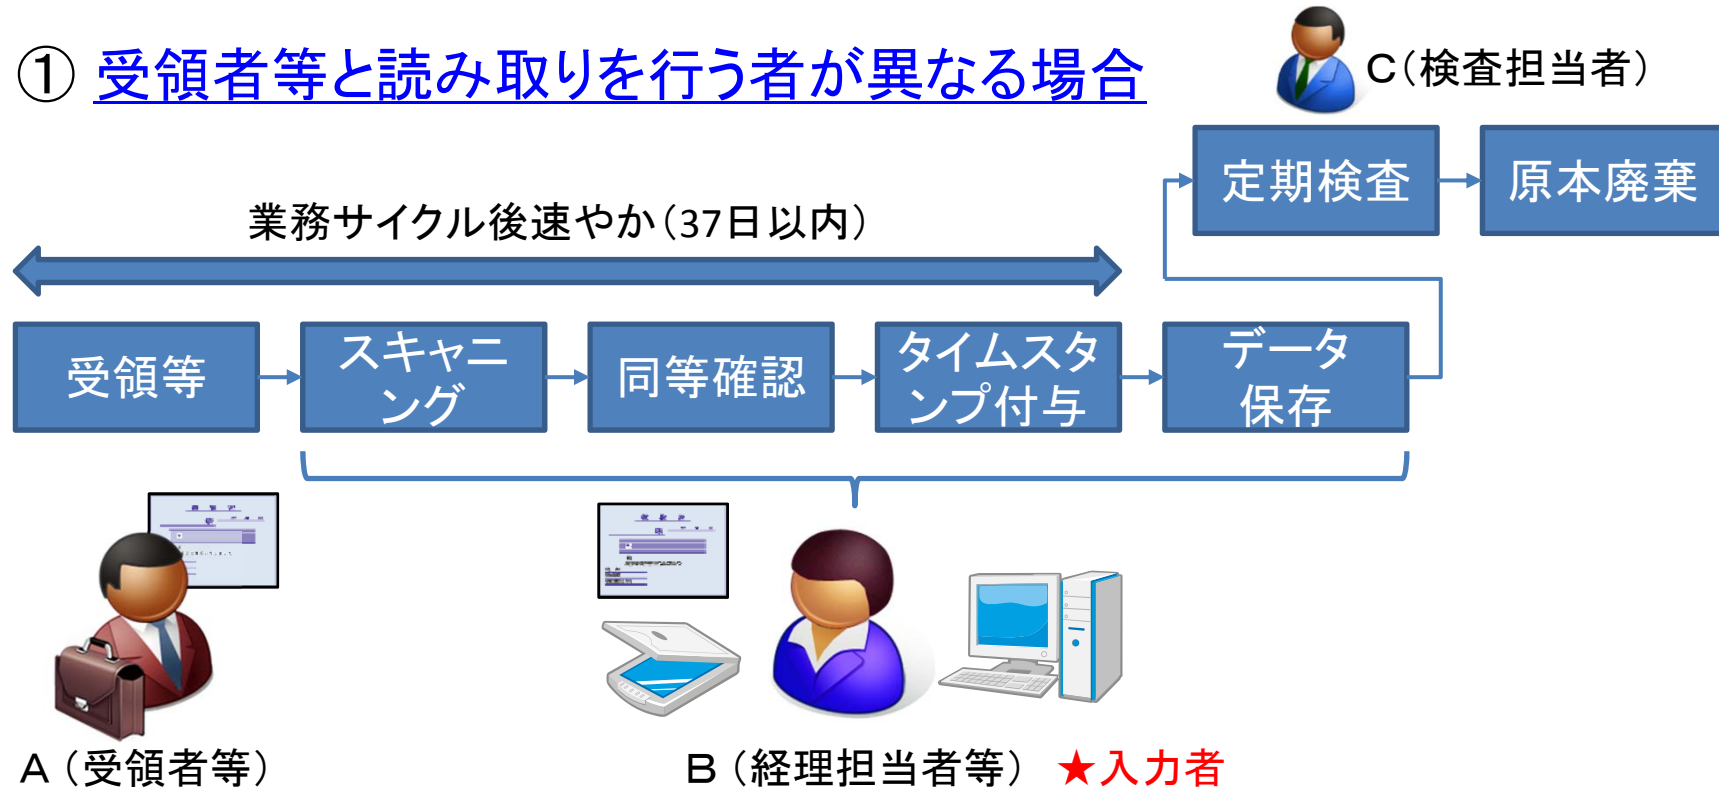 ① 受領者等と読み取りを行う者が異なる場合
C（検査担当者）
定期検査
原本廃棄
業務サイクル後速やか（37日以内）
受領等
スキャニ
ング
同等確認
タイムスタ
ンプ付与
データ
保存
A（受領者等）
B（経理担当者等） ★入力者